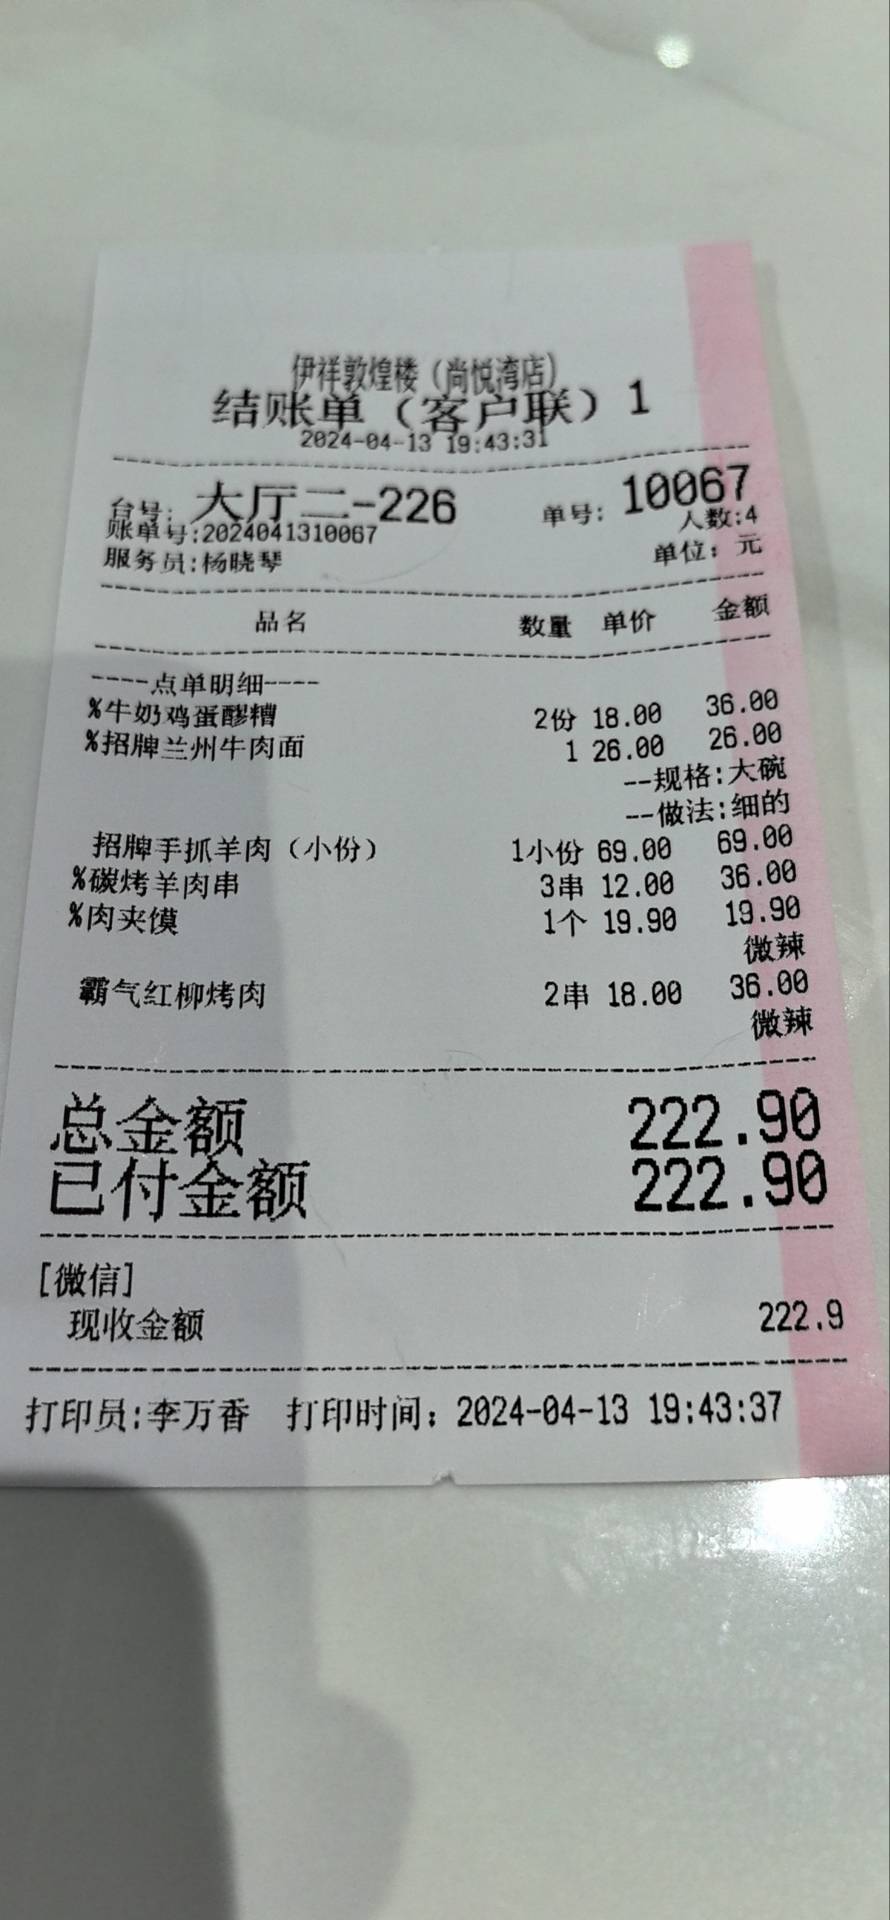 伊祥敦煌楼（尚悦湾店）
结账单（客户联）1
2024-04-13 19:43:31
台号: 大厅二-226 单号: 10067
账单号:2024041310067 人数:4
服务员:杨晓琴 单位: 元
品名 数量 单价 金额
----点单明细----
%牛奶鸡蛋醪糟 2份 18.00 36.00
%招牌兰州牛肉面 1 26.00 26.00
--规格:大碗
--做法:细的
招牌手抓羊肉（小份） 1小份 69.00 69.00
%碳烤羊肉串 3串 12.00 36.00
%肉夹馍 1个 19.90 19.90
微辣
霸气红柳烤肉 2串 18.00 36.00
微辣
总金额 222.90
已付金额 222.90
[微信]
现收金额 222.9
打印员:李万香 打印时间: 2024-04-13 19:43:37